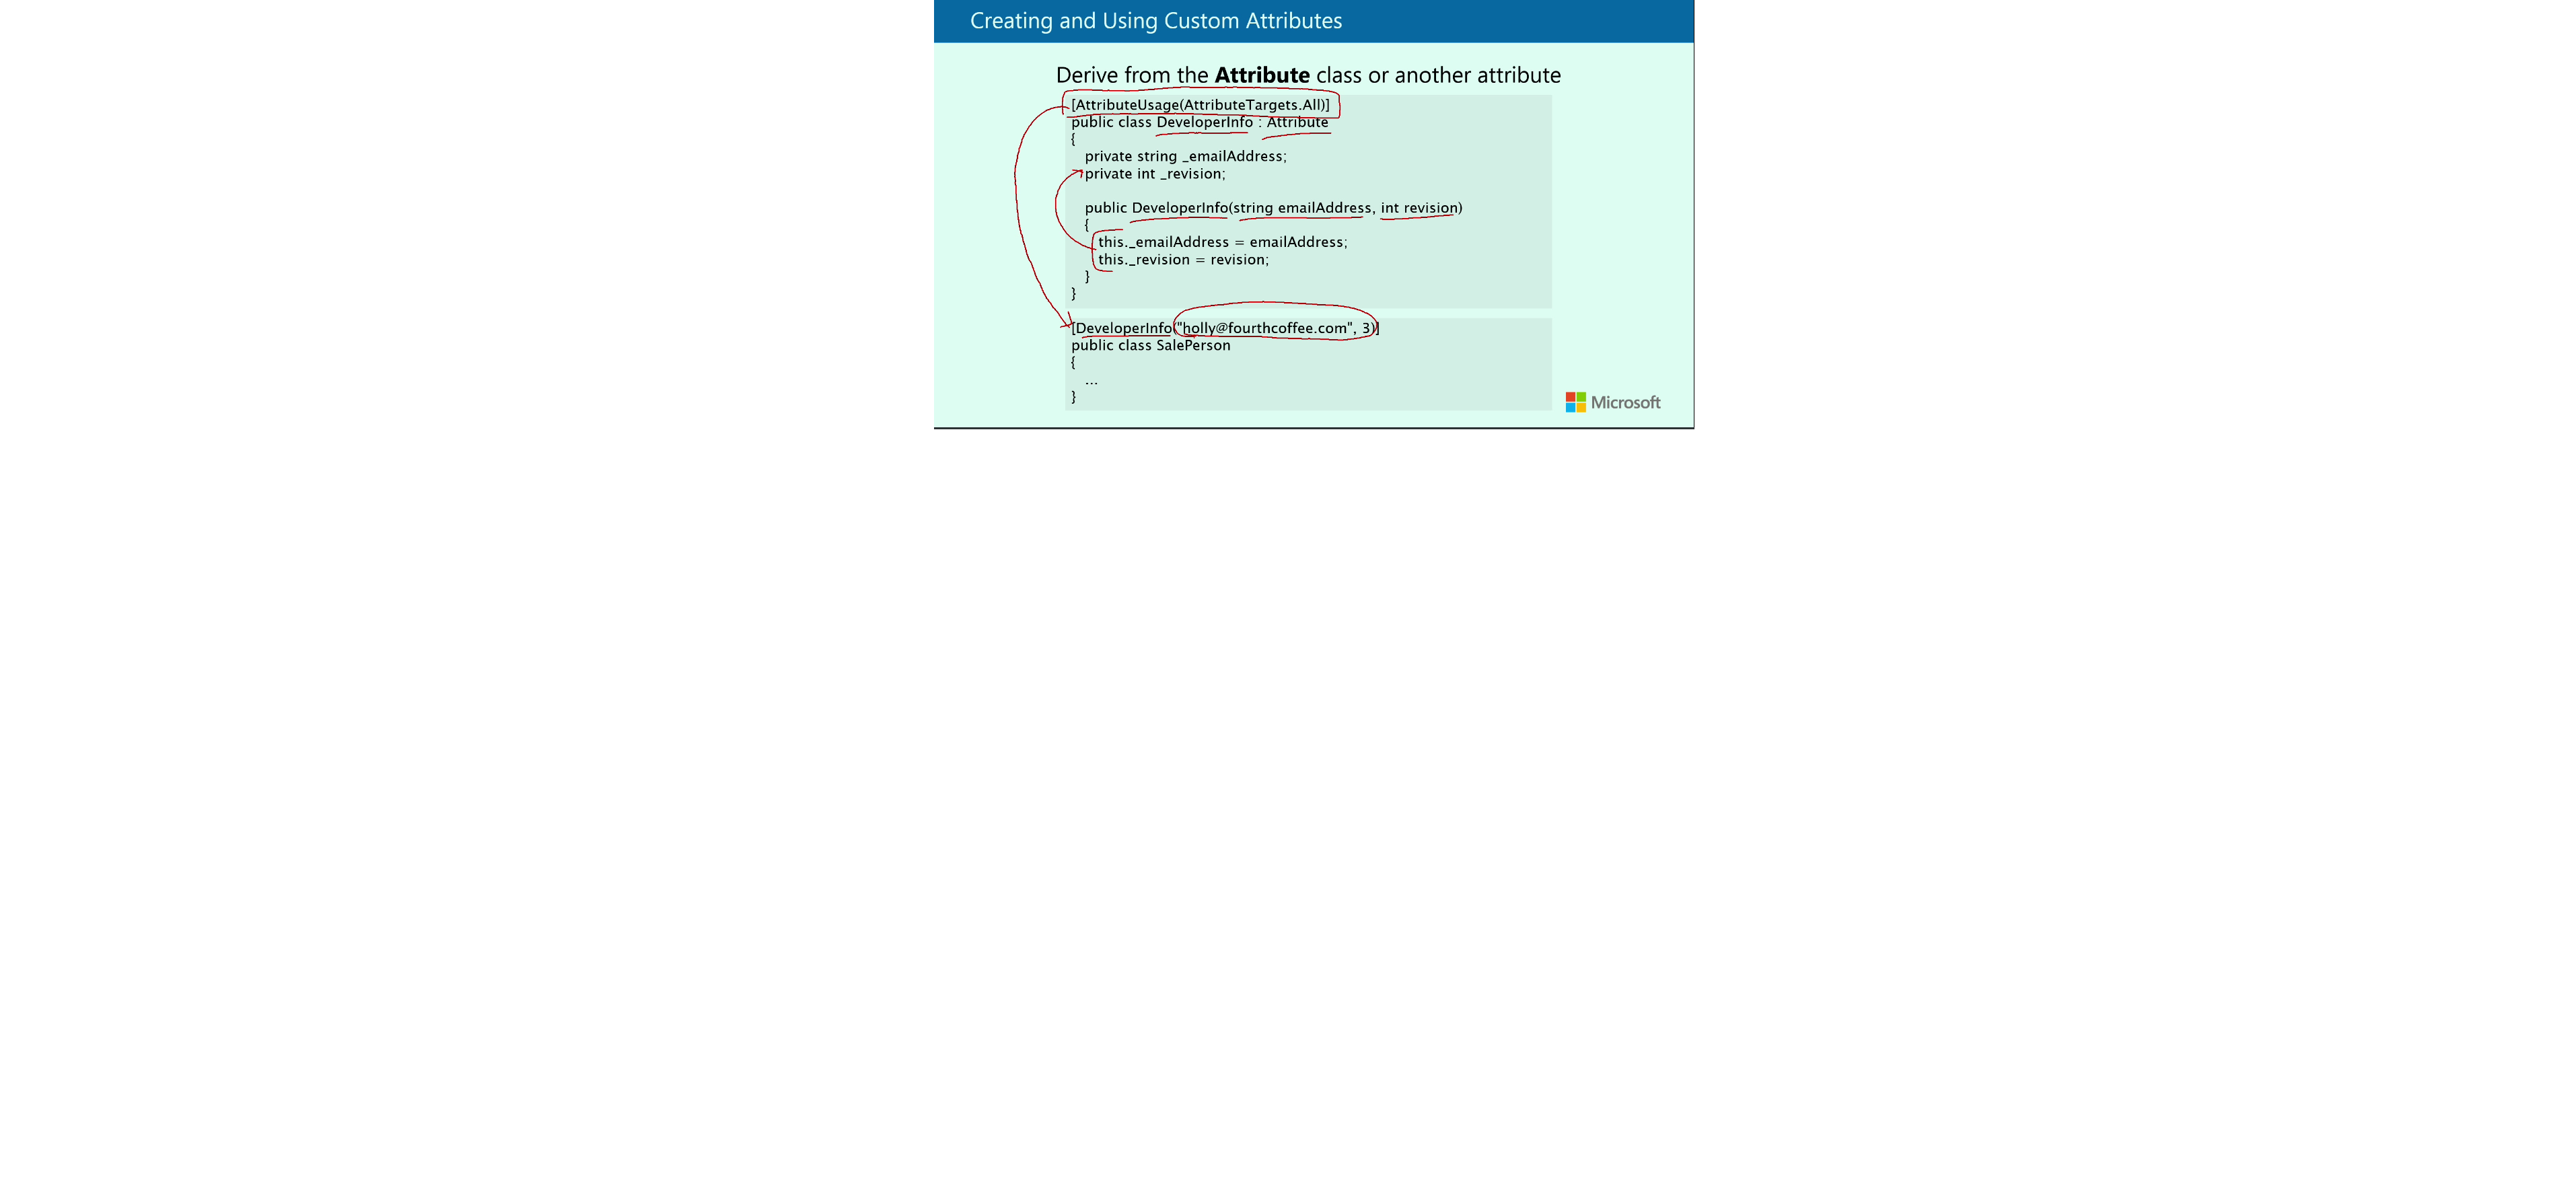 Creating and Using Custom Attributes
Derive from the Attribute class or another attribute
[AttributeUsage(AttributeTargets.All)]
public class DeveloperInfo : Attribute
{
private string _emailAddress;
private int _revision;
public DeveloperInfo(string emailAddress, int revision)
{
this._emailAddress = emailAddress;
this._revision = revision;
}
}
[DeveloperInfo("holly@fourthcoffee.com", 3)]
public class SalePerson
{
...
}
Microsoft